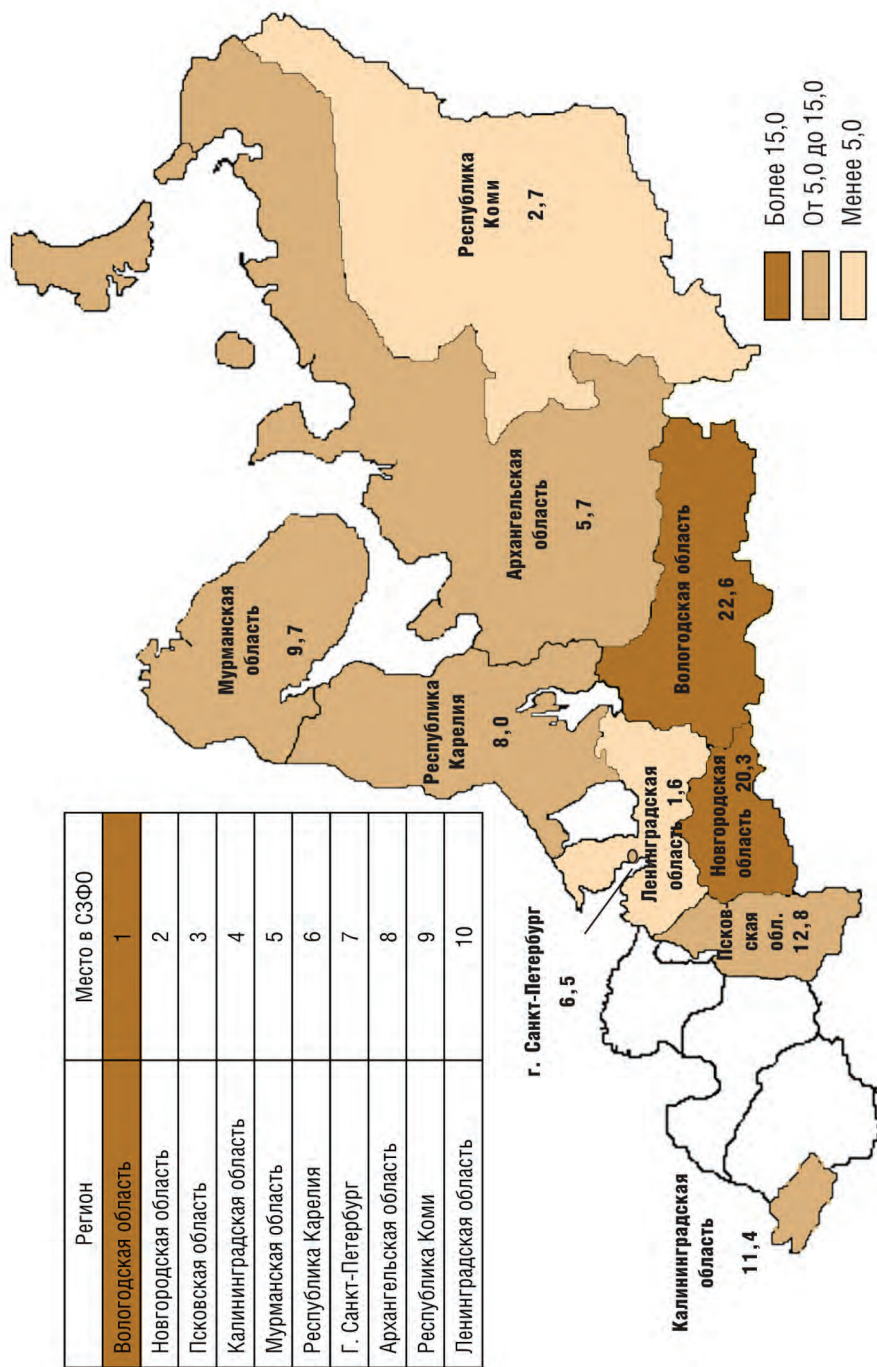 Регион Место в СЗФО
Вологодская область 1
Новгородская область 2
Псковская область 3
Калининградская область 4
Мурманская область 5
Республика Карелия 6
Г. Санкт-Петербург 7
Архангельская область 8
Республика Коми 9
Ленинградская область 10
Мурманская
область
9,7
Республика
Карелия
8,0
Архангельская
область
5,7
Республика
Коми
2,7
г. Санкт-Петербург
6,5
Ленинградская
область 1,6
Вологодская область
22,6
Новгородская
область 20,3
Псков-
ская
обл.
12,8
Калининградская
область
11,4
Более 15,0
От 5,0 до 15,0
Менее 5,0